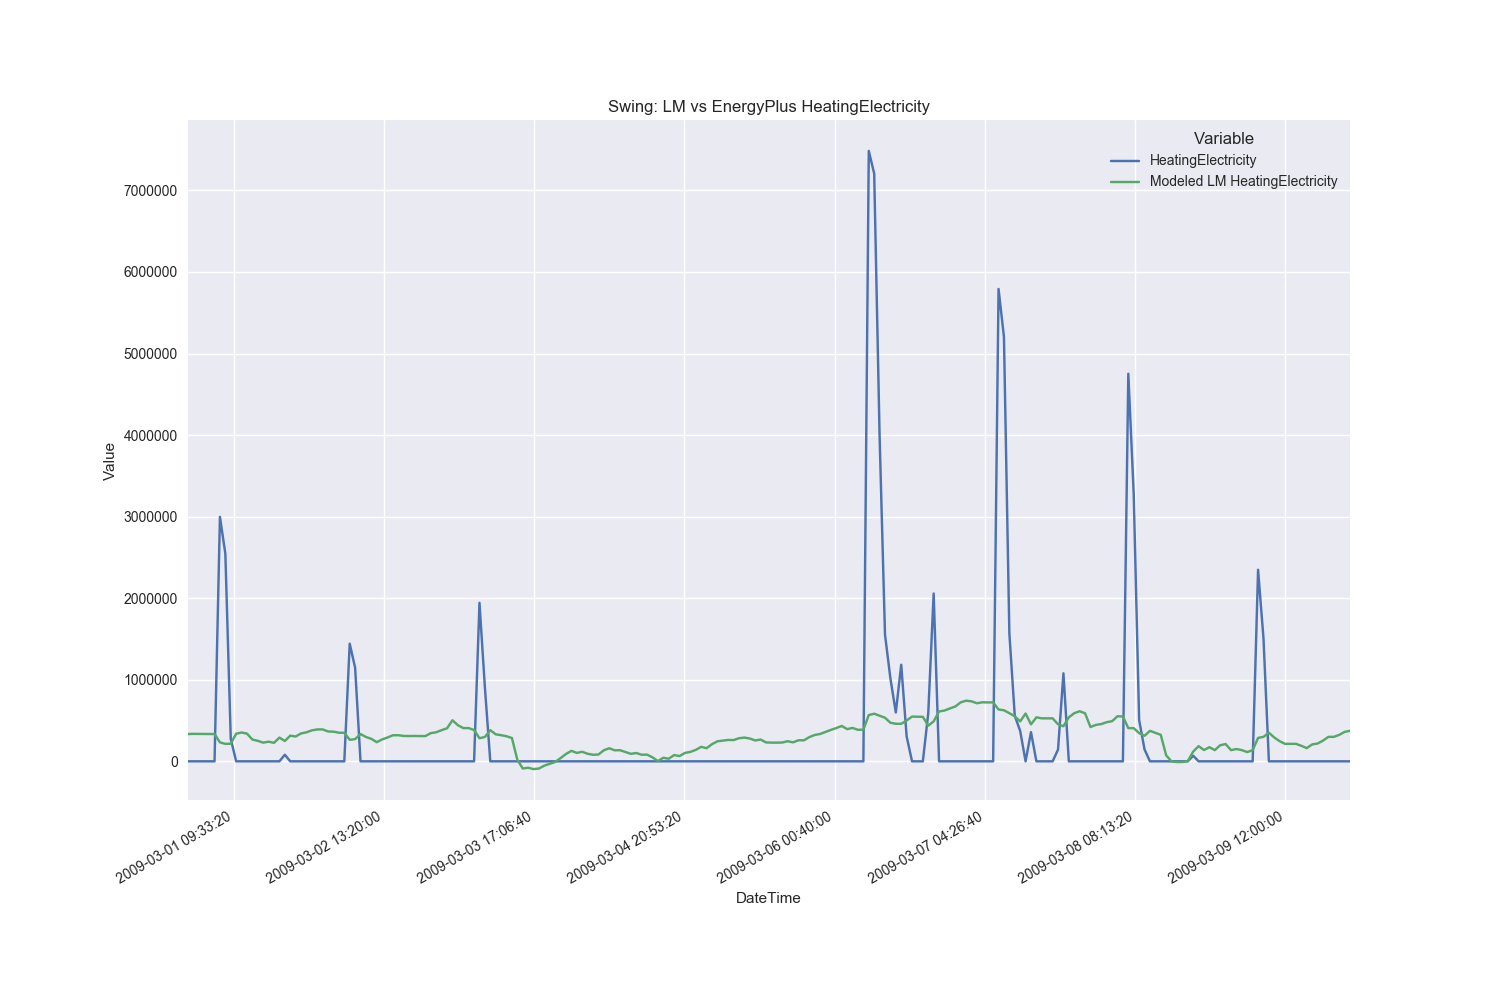 Swing: LM vs EnergyPlus HeatingElectricity
Variable
HeatingElectricity
Modeled LM HeatingElectricity
7000000
6000000
5000000
4000000
3000000
2000000
1000000
0
Value
2009-03-01 09:33:20
2009-03-02 13:20:00
2009-03-03 17:06:40
2009-03-04 20:53:20
2009-03-06 00:40:00
2009-03-07 04:26:40
2009-03-08 08:13:20
2009-03-09 12:00:00
DateTime